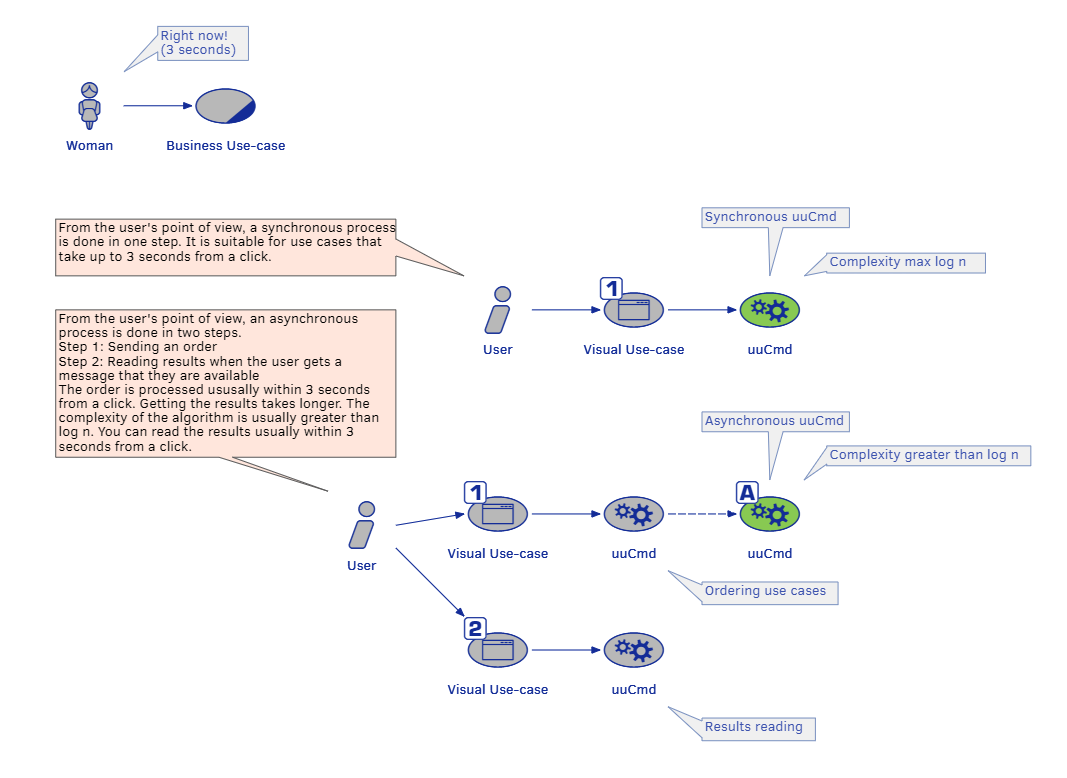 Right now!
(3 seconds)
Woman
Business Use-case
From the user's point of view, a synchronous process
is done in one step. It is suitable for use cases that
take up to 3 seconds from a click.
Synchronous uuCmd
Complexity max log n
1
User
Visual Use-case
uuCmd
From the user's point of view, an asynchronous
process is done in two steps.
Step 1: Sending an order
Step 2: Reading results when the user gets a
message that they are available
The order is processed ususally within 3 seconds
from a click. Getting the results takes longer. The
complexity of the algorithm is usually greater than
log n. You can read the results usually within 3
seconds from a click.
Asynchronous uuCmd
Complexity greater than log n
1
A
User
Visual Use-case
uuCmd
uuCmd
Ordering use cases
2
Visual Use-case
uuCmd
Results reading